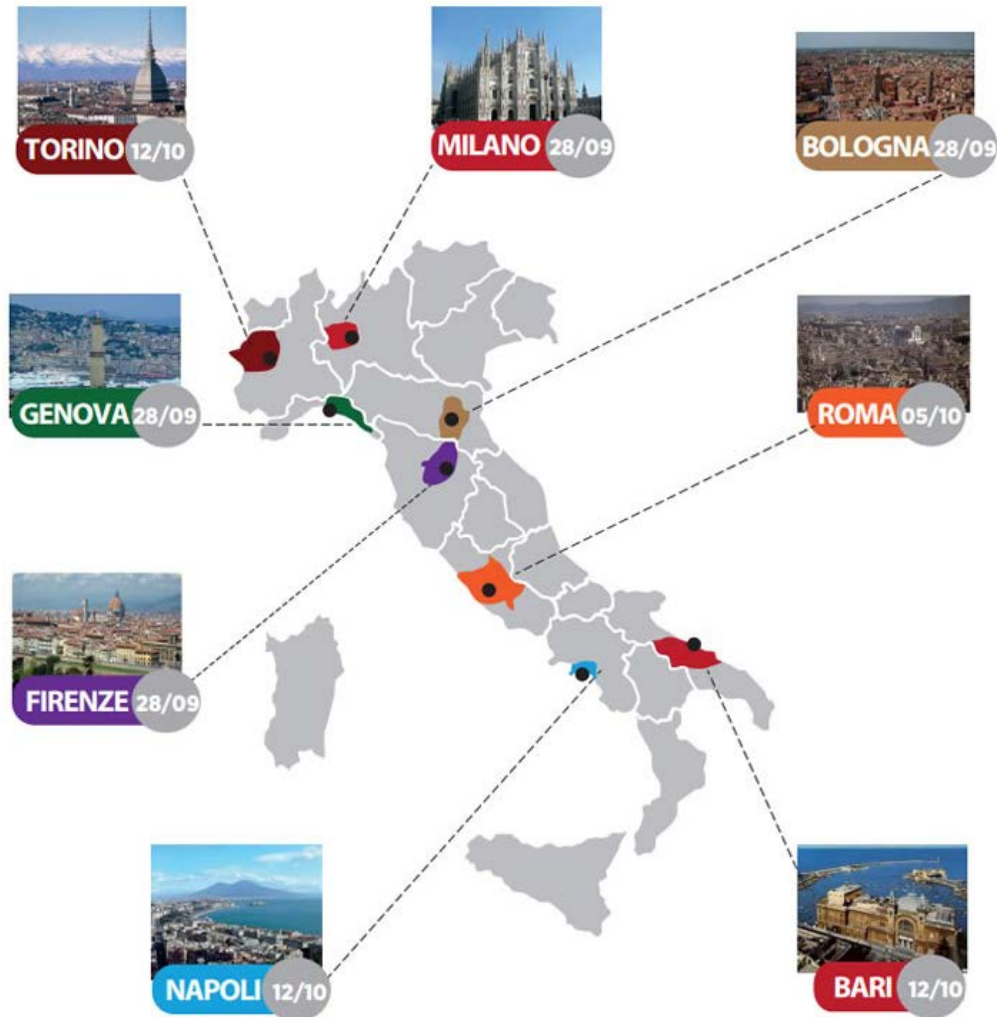 TORINO 12/10
MILANO 28/09
BOLOGNA 28/09
GENOVA 28/09
ROMA 05/10
FIRENZE 28/09
NAPOLI 12/10
BARI 12/10